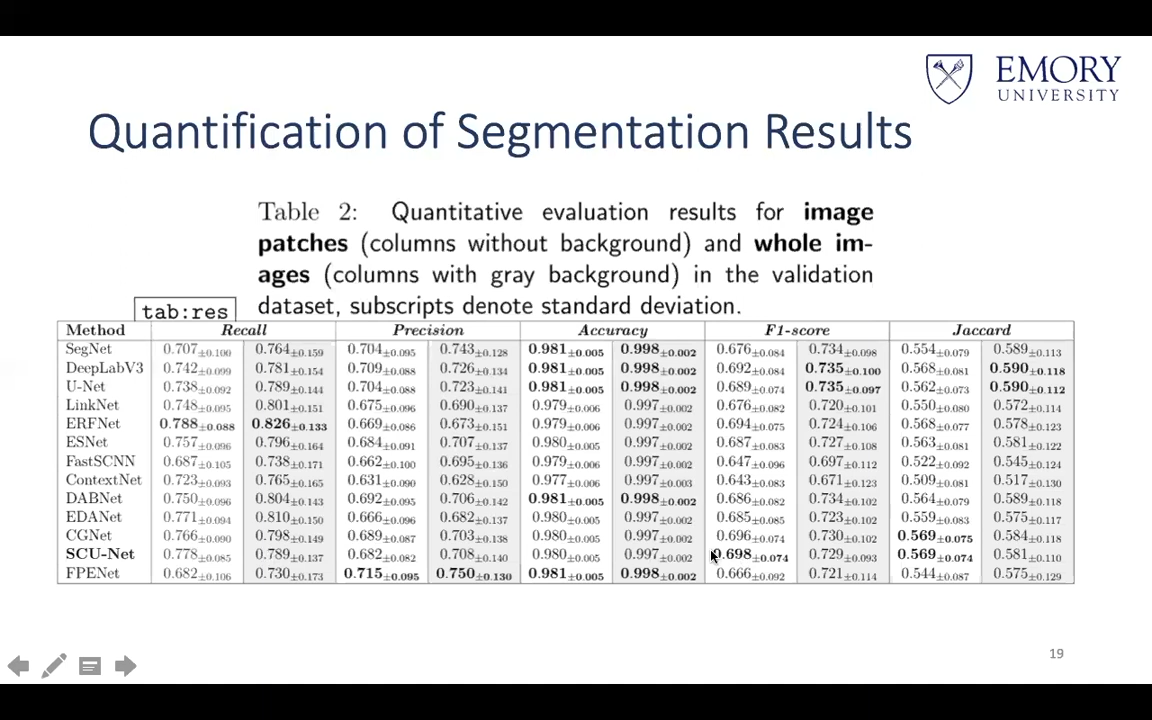 EMORY
UNIVERSITY
Quantification of Segmentation Results
Table 2: Quantitative evaluation results for image
patches (columns without background) and whole im-
ages (columns with gray background) in the validation
dataset, subscripts denote standard deviation.
tab:res
Method Recall Precision Accuracy F1-score Jaccard
SegNet 0.707±0.100 0.764±0.159 0.704±0.095 0.743±0.128 0.981±0.005 0.998±0.002 0.676±0.084 0.734±0.098 0.554±0.079 0.589±0.113
DeepLabV3 0.742±0.099 0.781±0.154 0.709±0.088 0.726±0.134 0.981±0.005 0.998±0.002 0.692±0.084 0.735±0.100 0.568±0.081 0.590±0.118
U-Net 0.738±0.092 0.789±0.144 0.704±0.088 0.723±0.141 0.981±0.005 0.998±0.002 0.689±0.074 0.735±0.097 0.562±0.073 0.590±0.112
LinkNet 0.748±0.095 0.801±0.151 0.675±0.096 0.690±0.137 0.979±0.006 0.997±0.002 0.676±0.082 0.720±0.101 0.550±0.080 0.572±0.114
ERFNet 0.788±0.088 0.826±0.133 0.669±0.086 0.673±0.151 0.979±0.006 0.997±0.002 0.694±0.075 0.724±0.106 0.568±0.077 0.578±0.123
ESNet 0.757±0.096 0.796±0.164 0.684±0.091 0.707±0.137 0.980±0.005 0.997±0.002 0.687±0.083 0.727±0.108 0.563±0.081 0.581±0.122
FastSCNN 0.687±0.105 0.738±0.171 0.662±0.100 0.695±0.136 0.979±0.006 0.997±0.002 0.647±0.096 0.697±0.112 0.522±0.092 0.545±0.124
ContextNet 0.723±0.093 0.765±0.165 0.631±0.090 0.628±0.150 0.977±0.006 0.997±0.003 0.643±0.083 0.671±0.123 0.509±0.081 0.517±0.130
DABNet 0.750±0.096 0.804±0.143 0.692±0.095 0.706±0.142 0.981±0.005 0.998±0.002 0.686±0.082 0.734±0.102 0.564±0.079 0.589±0.118
EDANet 0.771±0.094 0.810±0.150 0.666±0.096 0.682±0.137 0.980±0.005 0.997±0.002 0.685±0.085 0.723±0.102 0.559±0.083 0.575±0.117
CGNet 0.766±0.090 0.798±0.149 0.689±0.087 0.703±0.138 0.980±0.005 0.997±0.002 0.696±0.074 0.730±0.102 0.569±0.075 0.584±0.118
SCU-Net 0.778±0.085 0.789±0.137 0.682±0.082 0.708±0.140 0.980±0.005 0.997±0.002 0.698±0.074 0.729±0.093 0.569±0.074 0.581±0.110
FPENet 0.682±0.106 0.730±0.173 0.715±0.095 0.750±0.130 0.981±0.005 0.998±0.002 0.666±0.092 0.721±0.114 0.544±0.087 0.575±0.129
19